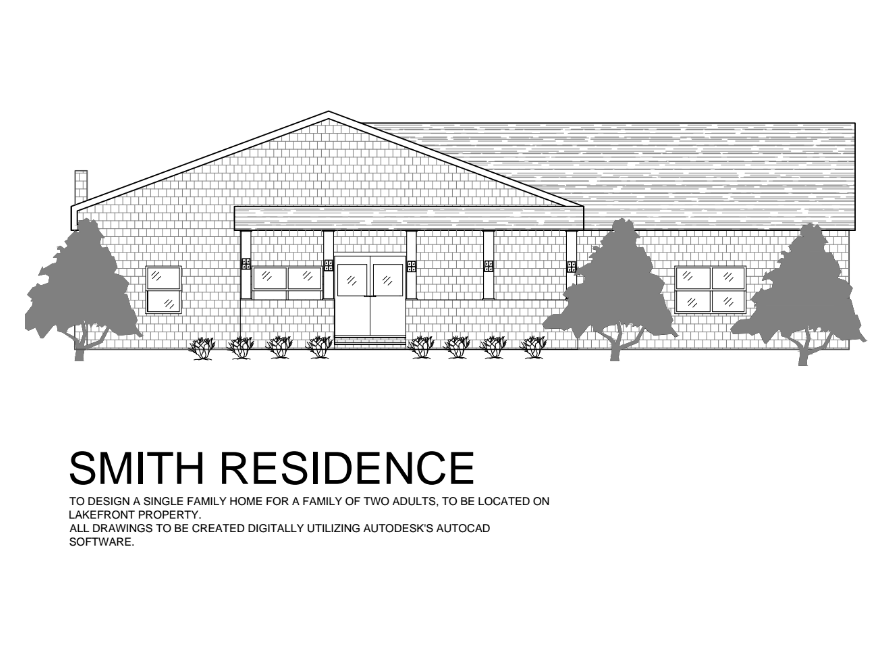 SMITH RESIDENCE
TO DESIGN A SINGLE FAMILY HOME FOR A FAMILY OF TWO ADULTS, TO BE LOCATED ON
LAKEFRONT PROPERTY.
ALL DRAWINGS TO BE CREATED DIGITALLY UTILIZING AUTODESK'S AUTOCAD
SOFTWARE.